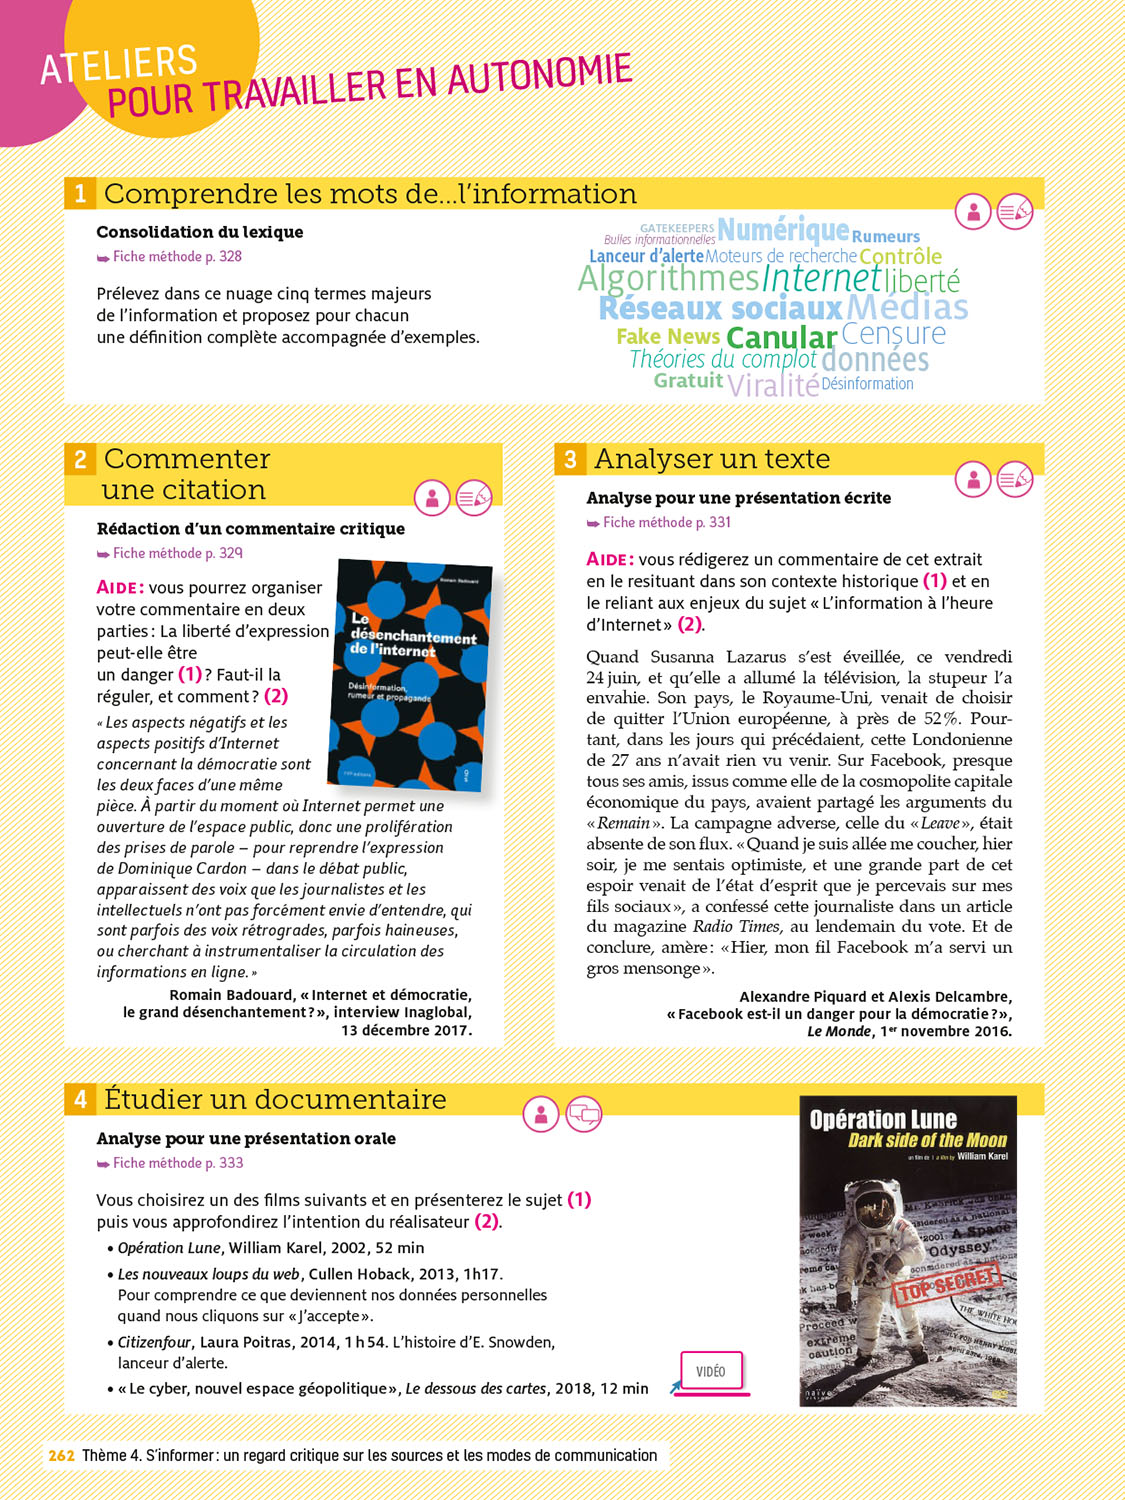 ATELIERS
POUR TRAVAILLER EN AUTONOMIE
1 Comprendre les mots de...l’information
Consolidation du lexique
➥ Fiche méthode p. 328
Prélevez dans ce nuage cinq termes majeurs
de l’information et proposez pour chacun
une définition complète accompagnée d’exemples.
GATEKEEPERS Numérique
Bulles informationnelles Rumeurs
Lanceur d’alerte Moteurs de recherche Contrôle
Algorithmes Internet liberté
Réseaux sociaux Médias
Fake News Canular Censure
Théories du complot données
Gratuit Viralité Désinformation
2 Commenter
une citation
Rédaction d’un commentaire critique
➥ Fiche méthode p. 329
AIDE : vous pourrez organiser
votre commentaire en deux
parties : La liberté d’expression
peut-elle être
un danger (1) ? Faut-il la
réguler, et comment ? (2)
« Les aspects négatifs et les
aspects positifs d’Internet
concernant la démocratie sont
les deux faces d’une même
pièce. À partir du moment où Internet permet une
ouverture de l’espace public, donc une prolifération
des prises de parole – pour reprendre l’expression
de Dominique Cardon – dans le débat public,
apparaissent des voix que les journalistes et les
intellectuels n’ont pas forcément envie d’entendre, qui
sont parfois des voix rétrogrades, parfois haineuses,
ou cherchant à instrumentaliser la circulation des
informations en ligne. »
Romain Badouard, « Internet et démocratie,
le grand désenchantement ? », interview Inaglobal,
13 décembre 2017.
Romain Badouard
Le
désenchantement
de l’internet
Désinformation,
rumeur et propagande
3 Analyser un texte
Analyse pour une présentation écrite
➥ Fiche méthode p. 331
AIDE : vous rédigerez un commentaire de cet extrait
en le resituant dans son contexte historique (1) et en
le reliant aux enjeux du sujet « L’information à l’heure
d’Internet » (2).
Quand Susanna Lazarus s’est éveillée, ce vendredi
24 juin, et qu’elle a allumé la télévision, la stupeur l’a
envahie. Son pays, le Royaume-Uni, venait de choisir
de quitter l’Union européenne, à près de 52 %. Pour-
tant, dans les jours qui précédaient, cette Londonienne
de 27 ans n’avait rien vu venir. Sur Facebook, presque
tous ses amis, issus comme elle de la cosmopolite capitale
économique du pays, avaient partagé les arguments du
« Remain ». La campagne adverse, celle du « Leave », était
absente de son flux. « Quand je suis allée me coucher, hier
soir, je me sentais optimiste, et une grande part de cet
espoir venait de l’état d’esprit que je percevais sur mes
fils sociaux », a confessé cette journaliste dans un article
du magazine Radio Times, au lendemain du vote. Et de
conclure, amère : « Hier, mon fil Facebook m’a servi un
gros mensonge ».
Alexandre Piquard et Alexis Delcambre,
« Facebook est-il un danger pour la démocratie ? »,
Le Monde, 1er novembre 2016.
4 Étudier un documentaire
Analyse pour une présentation orale
➥ Fiche méthode p. 333
Vous choisirez un des films suivants et en présenterez le sujet (1)
puis vous approfondirez l’intention du réalisateur (2).
• Opération Lune, William Karel, 2002, 52 min
• Les nouveaux loups du web, Cullen Hoback, 2013, 1h17.
Pour comprendre ce que deviennent nos données personnelles
quand nous cliquons sur « J’accepte ».
• Citizenfour, Laura Poitras, 2014, 1 h 54. L’histoire d’E. Snowden,
lanceur d’alerte.
• « Le cyber, nouvel espace géopolitique », Le dessous des cartes, 2018, 12 min
VIDÉO
Opération Lune
Dark side of the Moon
un film de | a film by William Karel
2001: A Space
Odyssey
TOP SECRET
THE WHITE HOU
extreme
caution
naïve
262 Thème 4. S’informer : un regard critique sur les sources et les modes de communication